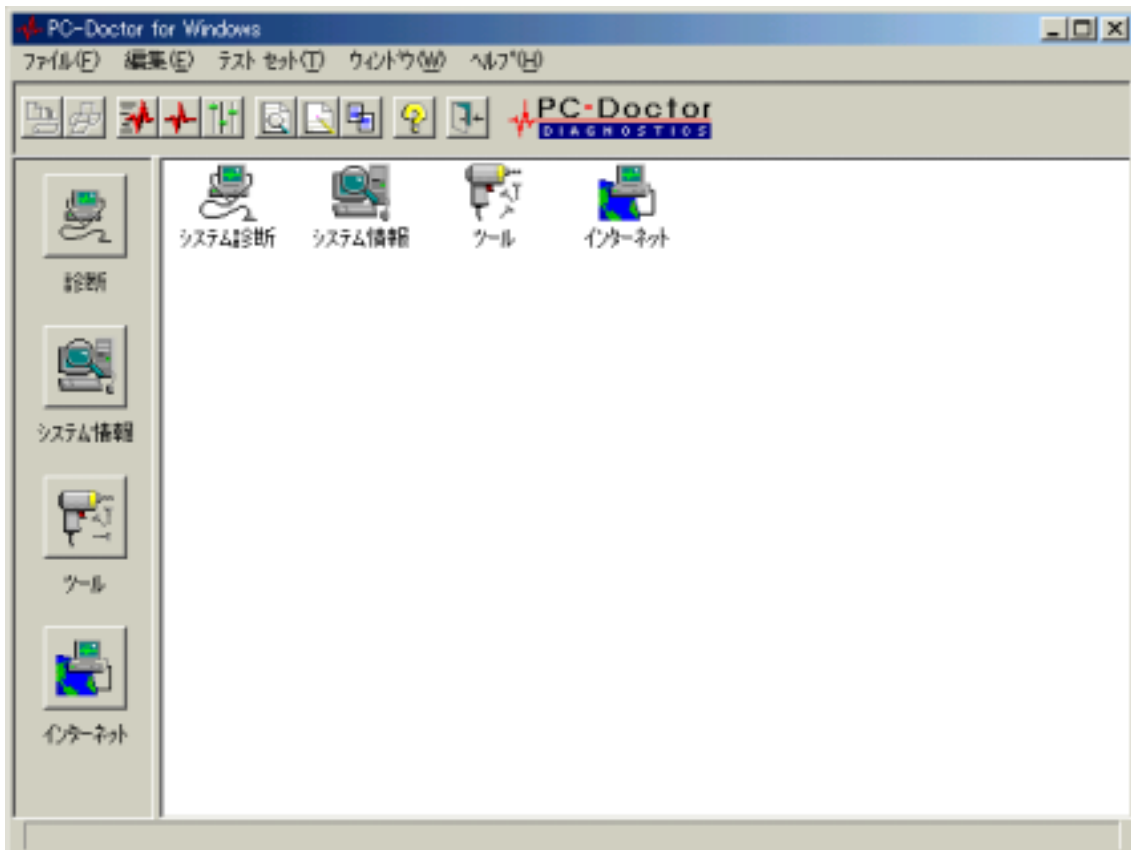 PC-Doctor for Windows
ファイル(F) 編集(E) テスト セット(T) ウィンドウ(W) ヘルプ(H)
PC-Doctor
DIAGNOSTICS
システム診断 システム情報 ツール インターネット
診断
システム情報
ツール
インターネット